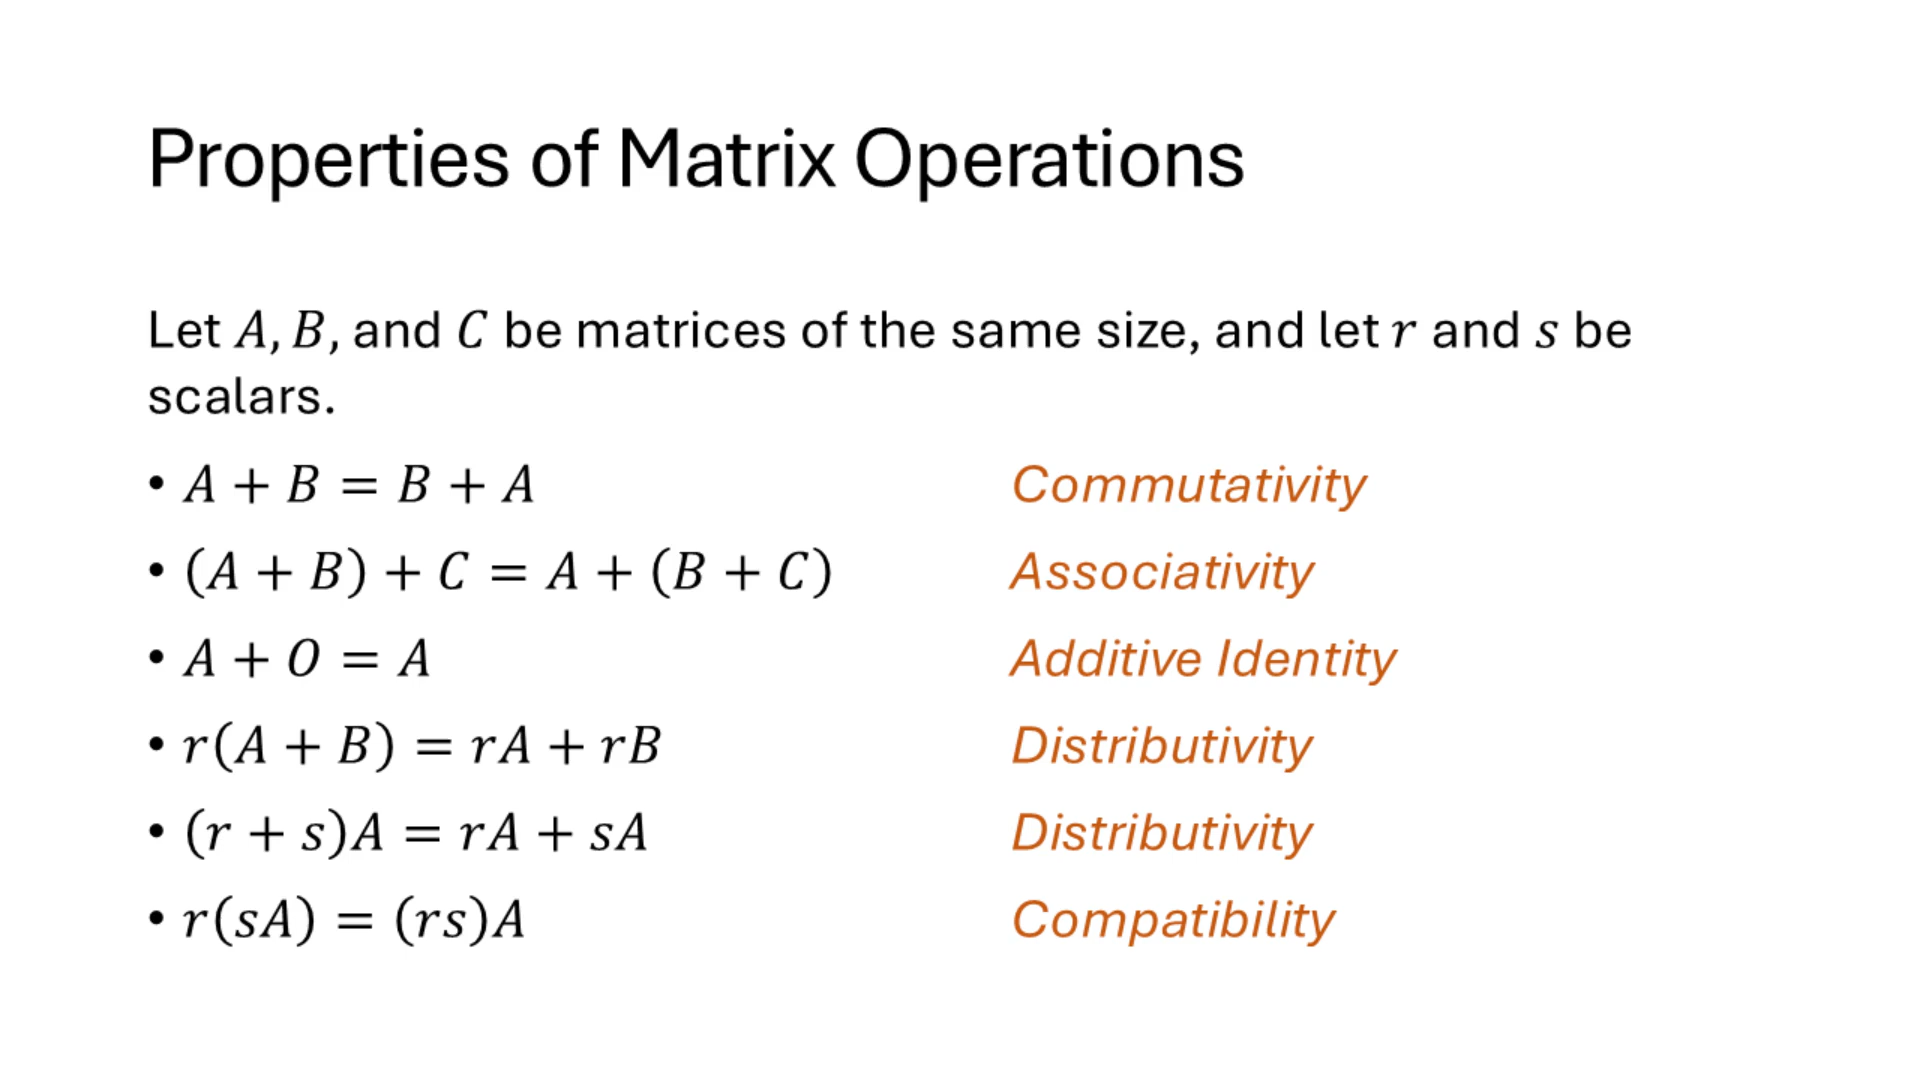 Properties of Matrix Operations
Let A, B, and C be matrices of the same size, and let r and s be
scalars.
• A + B = B + A Commutativity
• (A + B) + C = A + (B + C) Associativity
• A + O = A Additive Identity
• r(A + B) = rA + rB Distributivity
• (r + s)A = rA + sA Distributivity
• r(sA) = (rs)A Compatibility